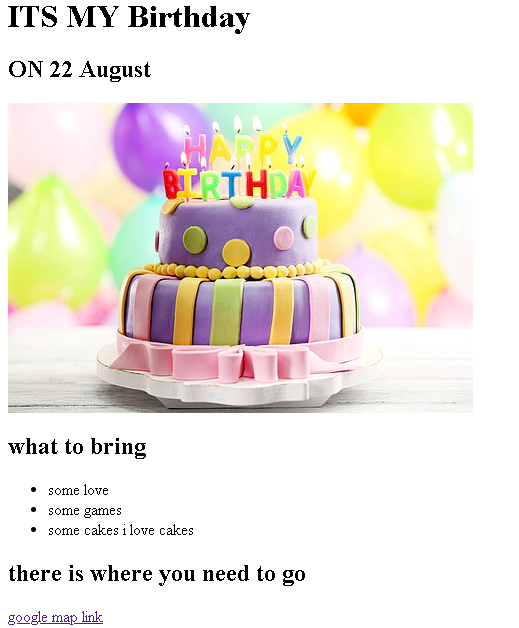 ITS MY Birthday
ON 22 August
HAPPY
BIRTHDAY
what to bring
some love
some games
some cakes i love cakes
there is where you need to go
google map link